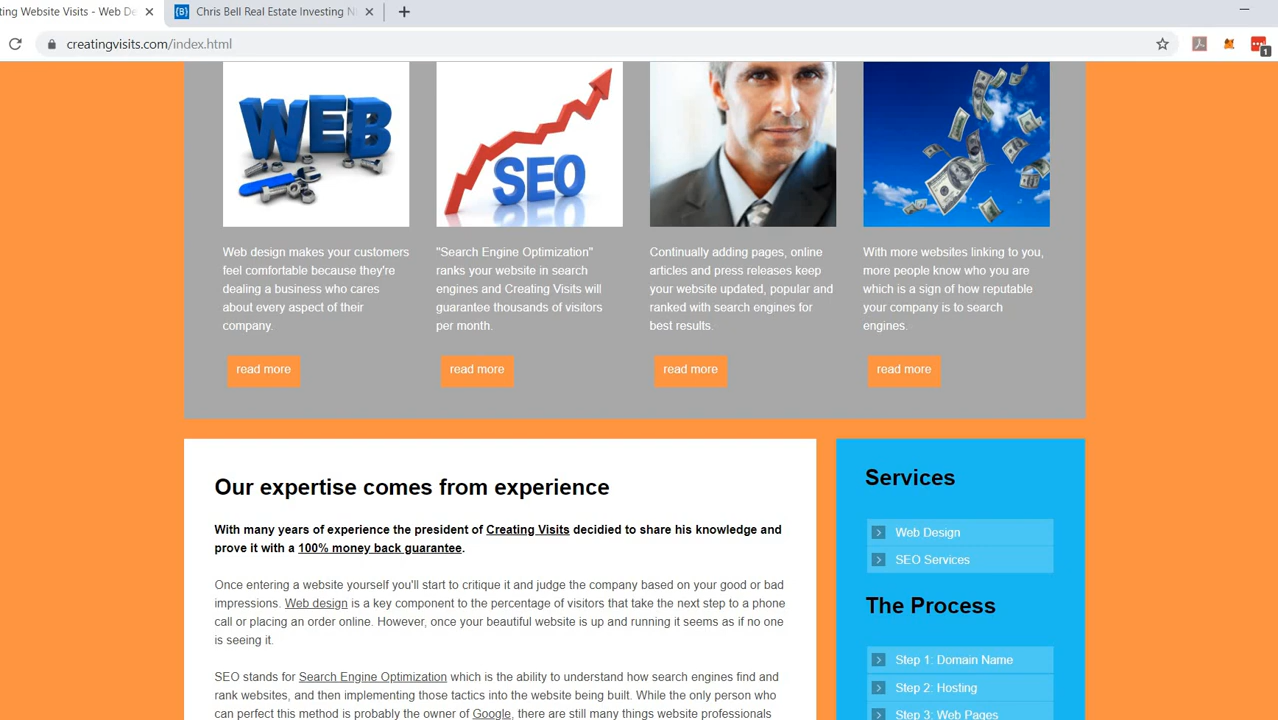 ting Website Visits - Web De
Chris Bell Real Estate Investing N
creatingvisits.com/index.html
1
WEB
SEO
Web design makes your customers
feel comfortable because they're
dealing a business who cares
about every aspect of their
company.
read more
"Search Engine Optimization"
ranks your website in search
engines and Creating Visits will
guarantee thousands of visitors
per month.
read more
Continually adding pages, online
articles and press releases keep
your website updated, popular and
ranked with search engines for
best results.
read more
With more websites linking to you,
more people know who you are
which is a sign of how reputable
your company is to search
engines.
read more
Our expertise comes from experience
With many years of experience the president of Creating Visits decidied to share his knowledge and
prove it with a 100% money back guarantee.
Once entering a website yourself you'll start to critique it and judge the company based on your good or bad
impressions. Web design is a key component to the percentage of visitors that take the next step to a phone
call or placing an order online. However, once your beautiful website is up and running it seems as if no one
is seeing it.
SEO stands for Search Engine Optimization which is the ability to understand how search engines find and
rank websites, and then implementing those tactics into the website being built. While the only person who
can perfect this method is probably the owner of Google, there are still many things website professionals
Services
Web Design
SEO Services
The Process
Step 1: Domain Name
Step 2: Hosting
Step 3: Web Pages